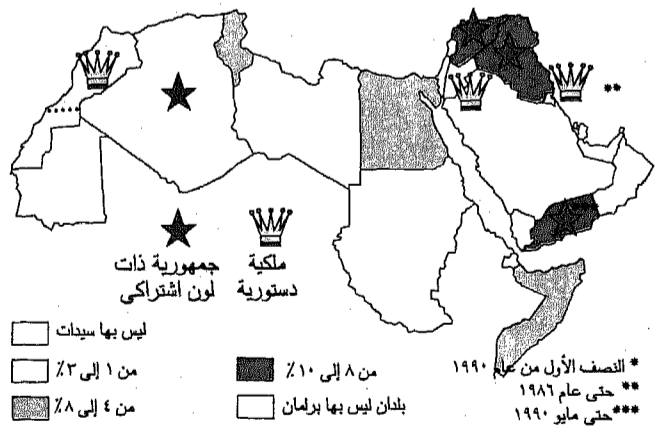 **
ملكية
دستورية
جمهورية ذات
لون اشتراكي
ليس بها سيدات
من ١ إلى ٣٪
من ٤ إلى ٨٪
من ٨ إلى ١٠٪
بلدان ليس بها برلمان
* النصف الأول من عام ١٩٩٠
** حتى عام ١٩٨٦
***حتى مايو ١٩٩٠